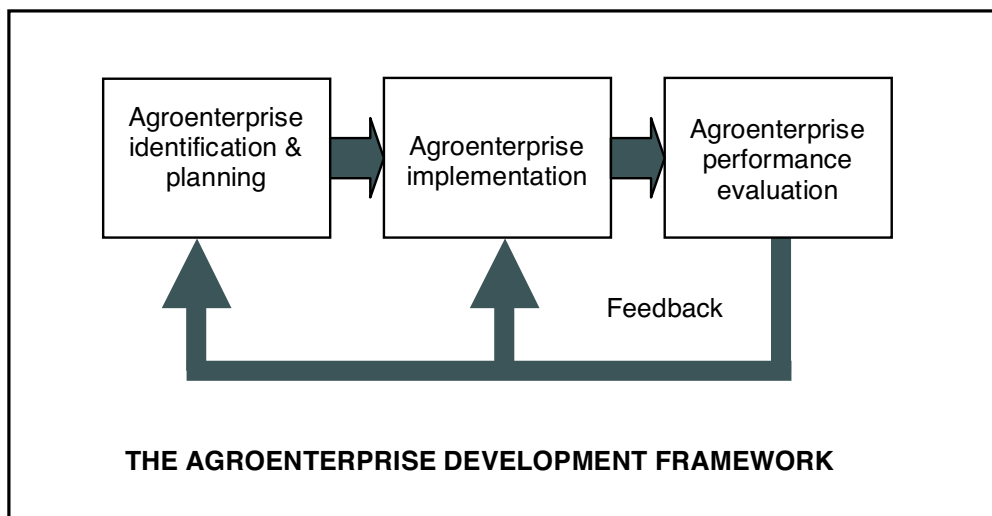 Agroenterprise
identification &
planning
Agroenterprise
implementation
Agroenterprise
performance
evaluation
Feedback
THE AGROENTERPRISE DEVELOPMENT FRAMEWORK